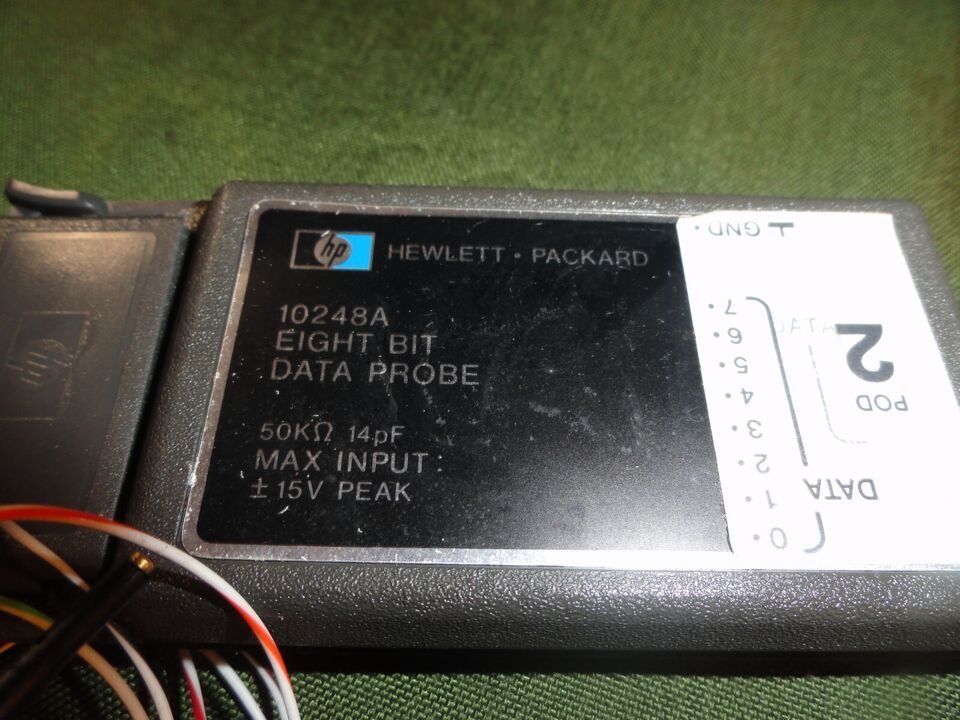 hp HEWLETT · PACKARD
10248A
EIGHT BIT
DATA PROBE
50KΩ 14pF
MAX INPUT:
± 15V PEAK
hp
GND
7
6
5
4
3
2
1
0
DATA
DATA
POD
2